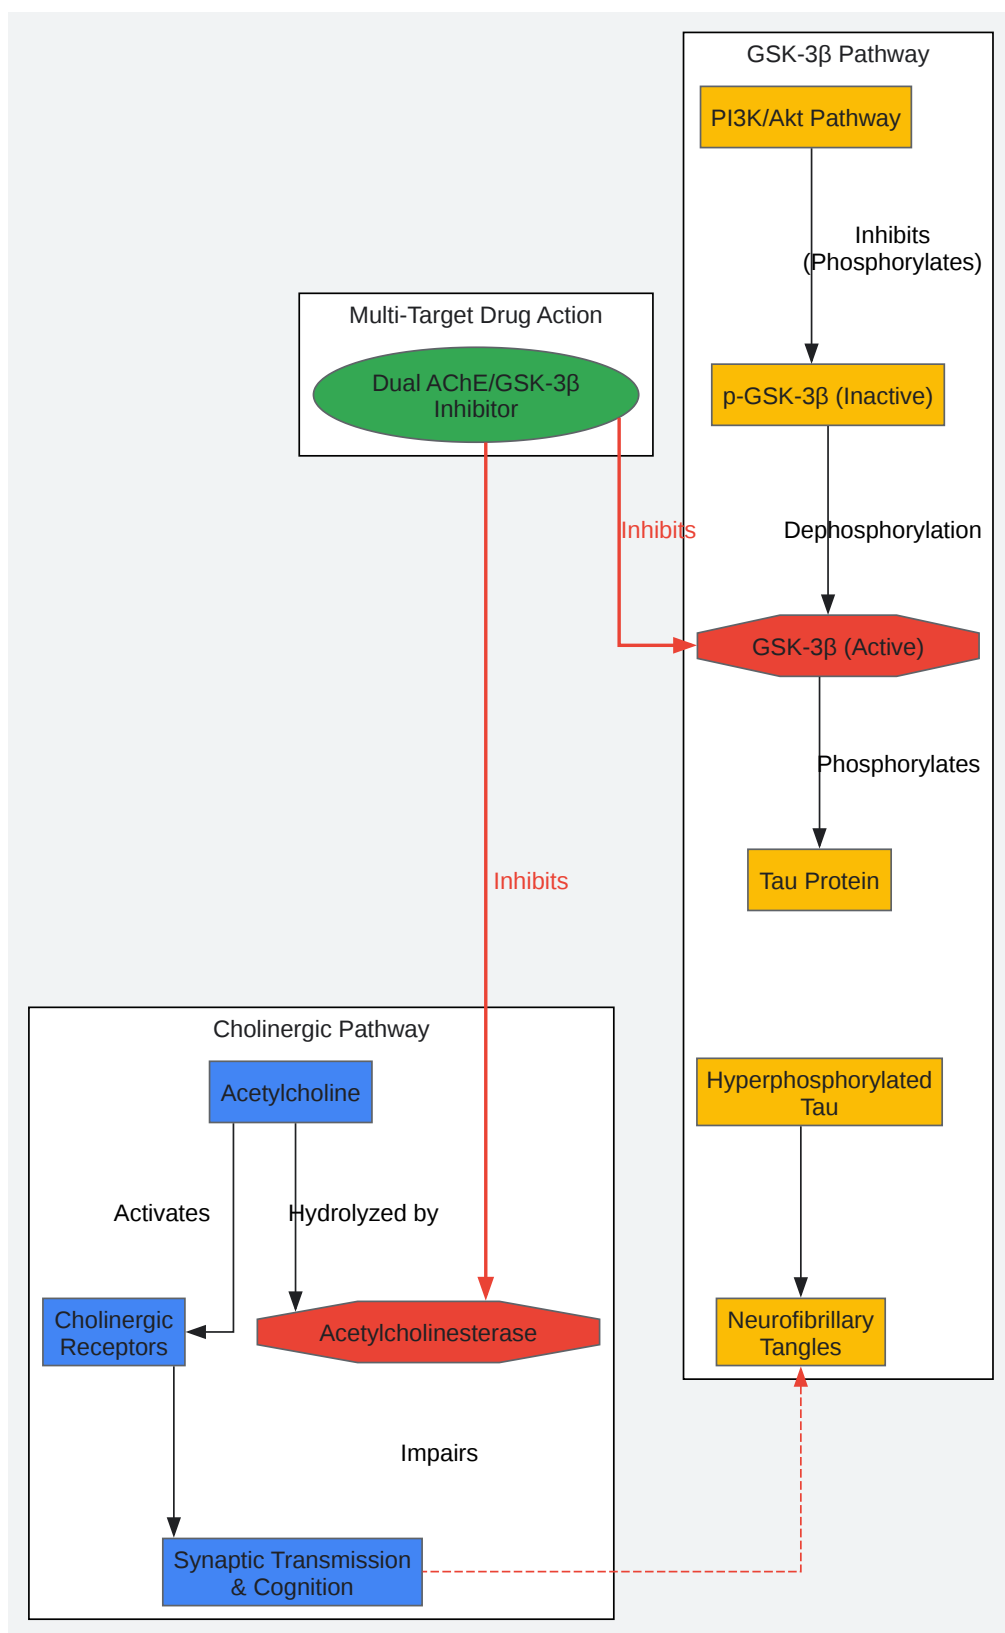 GSK-3β Pathway
PI3K/Akt Pathway
Inhibits
(Phosphorylates)
Multi-Target Drug Action
Dual AChE/GSK-3β
Inhibitor
p-GSK-3β (Inactive)
Inhibits
Dephosphorylation
GSK-3β (Active)
Phosphorylates
Tau Protein
Inhibits
Cholinergic Pathway
Acetylcholine
Hyperphosphorylated
Tau
Activates
Hydrolyzed by
Cholinergic
Receptors
Acetylcholinesterase
Neurofibrillary
Tangles
Impairs
Synaptic Transmission
& Cognition